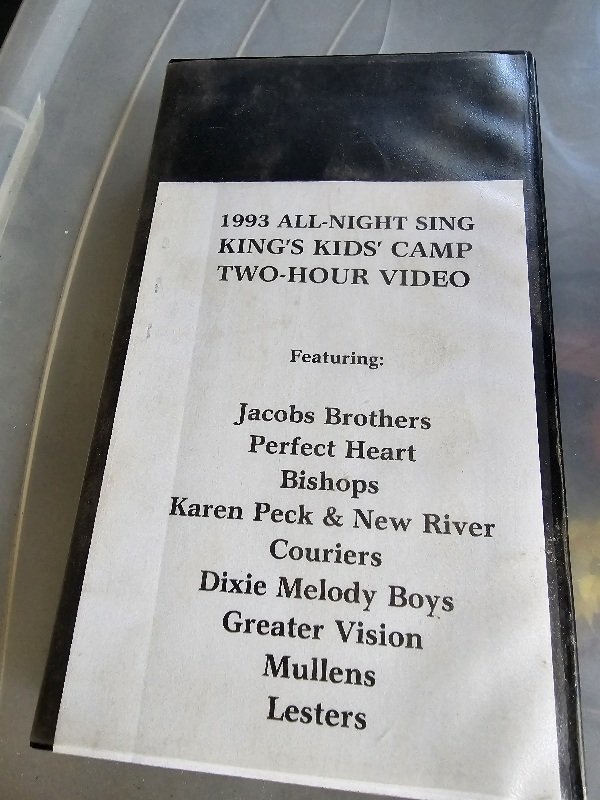 1993 ALL-NIGHT SING
KING'S KIDS' CAMP
TWO-HOUR VIDEO
Featuring:
Jacobs Brothers
Perfect Heart
Bishops
Karen Peck & New River
Couriers
Dixie Melody Boys
Greater Vision
Mullens
Lesters